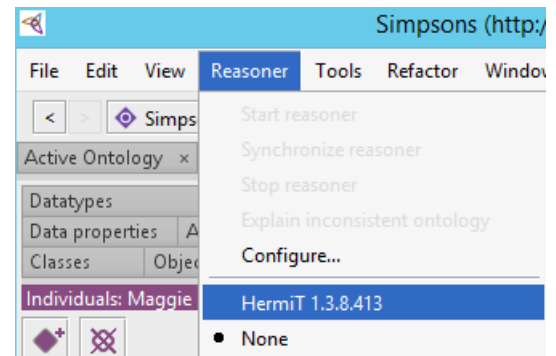 Simpsons (http:/
File Edit View Reasoner Tools Refactor Window
< > Simps
Start reasoner
Active Ontology × Synchronize reasoner
Stop reasoner
Datatypes
Explain inconsistent ontology
Data properties A
Configure...
Classes Objec
Individuals: Maggie HermiT 1.3.8.413
None